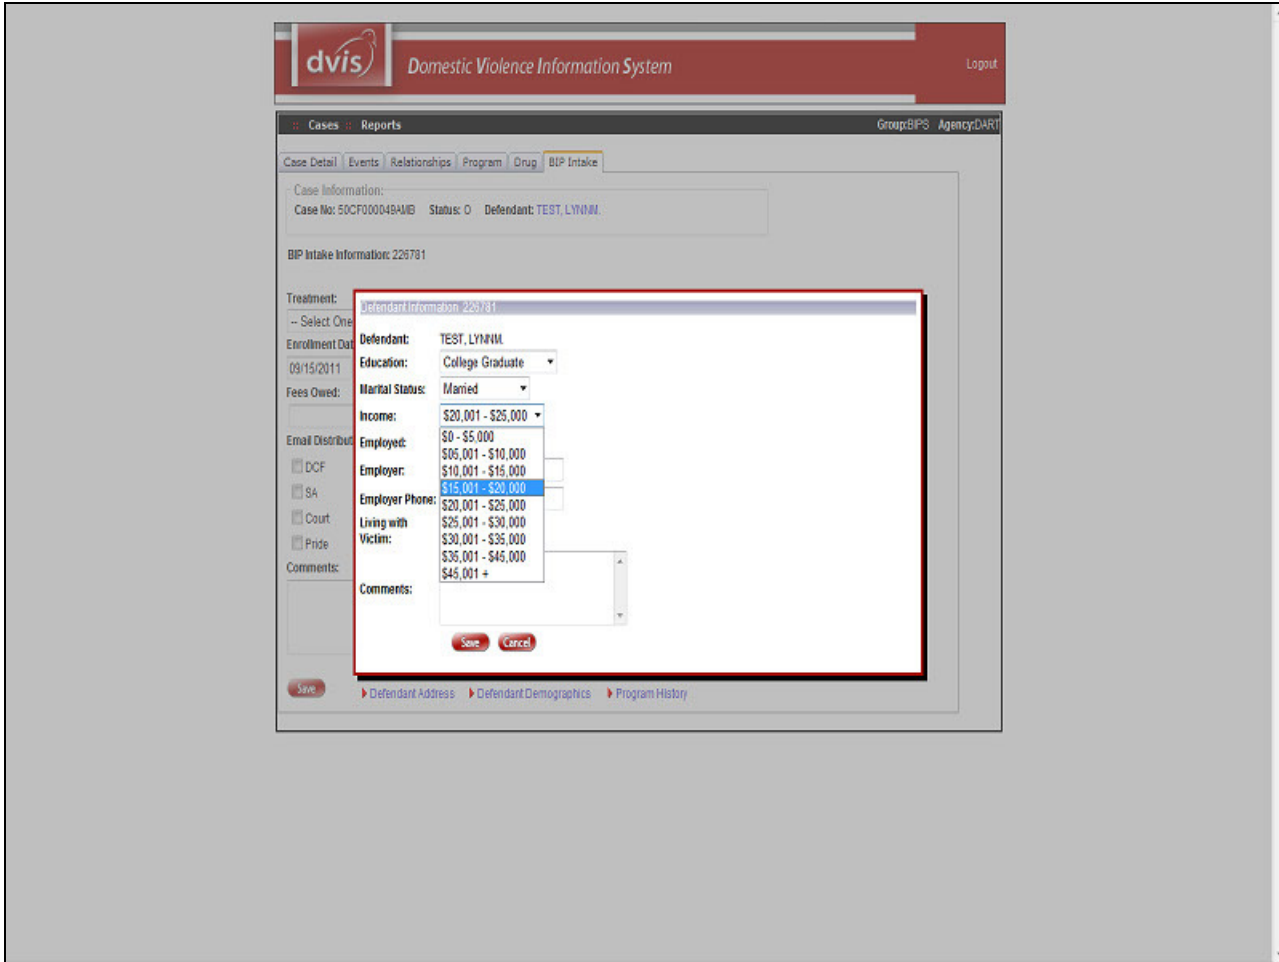 dvis
Domestic Violence Information System
Logout
:: Cases :: Reports
Group:BIPS Agency:DART
Case Detail Events Relationships Program Drug BIP Intake
Case Information:
Case No: 50CF000049AMB Status: O Defendant: TEST, LYNNM.
BIP Intake Information: 226781
Treatment:
-- Select One
Enrollment Dat
09/15/2011
Fees Owed:
Email Distribut
DCF
SA
Court
Pride
Comments:
Save
Defendant Information 226781
Defendant: TEST, LYNNM.
Education: College Graduate
Marital Status: Married
Income: $20,001 - $25,000
$0 - $5,000
$05,001 - $10,000
$10,001 - $15,000
$15,001 - $20,000
$20,001 - $25,000
$25,001 - $30,000
$30,001 - $35,000
$35,001 - $45,000
$45,001 +
Employed:
Employer:
Employer Phone:
Living with
Victim:
Comments:
Save Cancel
Defendant Address Defendant Demographics Program History